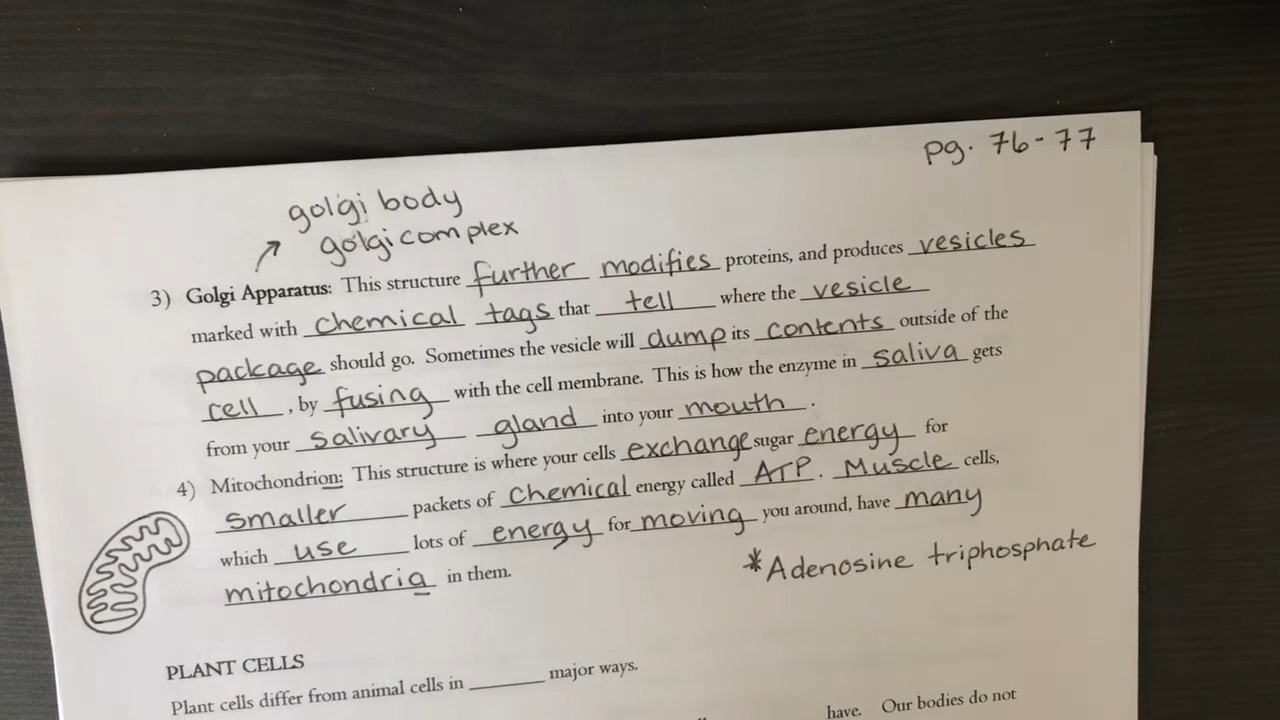 pg. 76-77
golgi body
golgi complex
3) Golgi Apparatus: This structure further modifies proteins, and produces vesicles
marked with chemical tags that tell where the vesicle
package should go. Sometimes the vesicle will dump its contents outside of the
cell, by fusing with the cell membrane. This is how the enzyme in saliva gets
from your salivary gland into your mouth.
4) Mitochondrion: This structure is where your cells exchange sugar energy for
smaller packets of chemical energy called ATP. Muscle cells,
which use lots of energy for moving you around, have many
mitochondria in them.
*Adenosine triphosphate
PLANT CELLS
Plant cells differ from animal cells in ______ major ways.
have. Our bodies do not